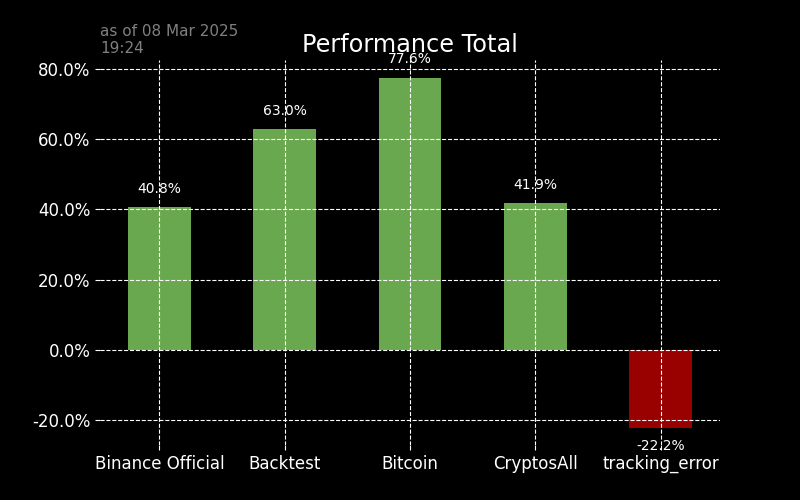 as of 08 Mar 2025
19:24
Performance Total
80.0%
60.0%
40.0%
20.0%
0.0%
-20.0%
40.8%
63.0%
77.6%
41.9%
-22.2%
Binance Official
Backtest
Bitcoin
CryptosAll
tracking_error